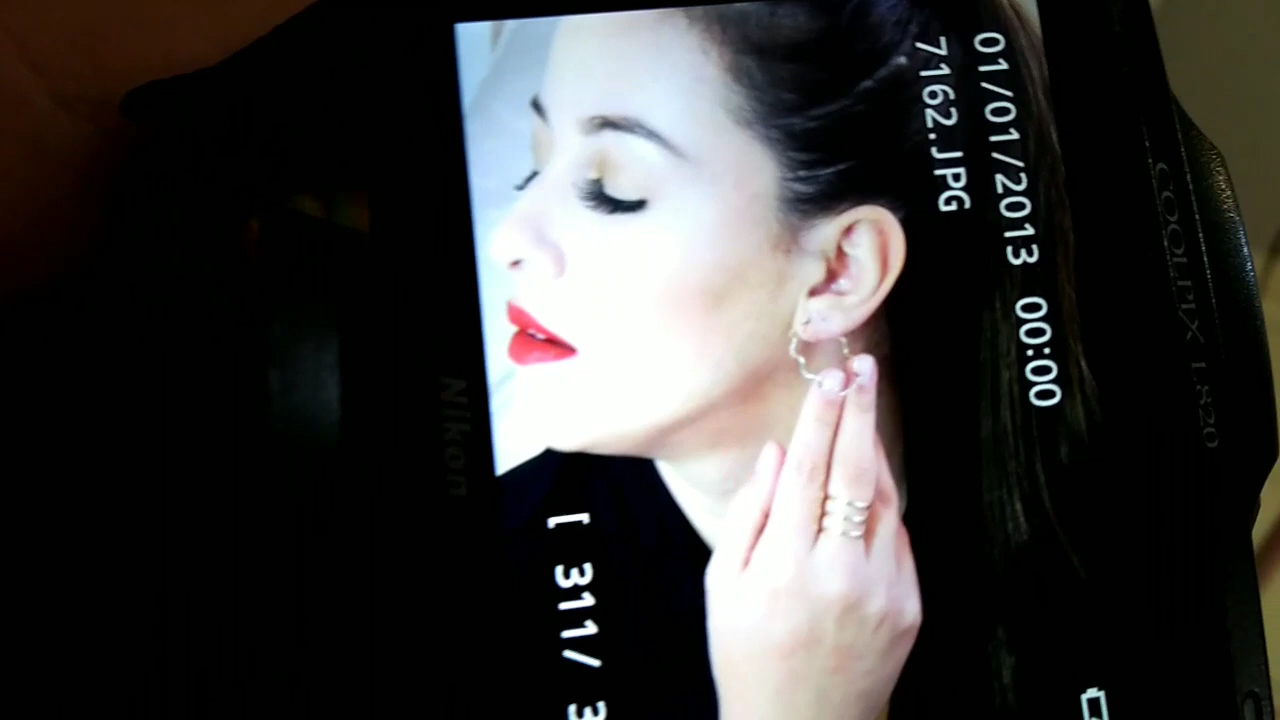 COOLPIX L820
01/01/2013 00:00
7162.JPG
[ 311/ 3
Nikon